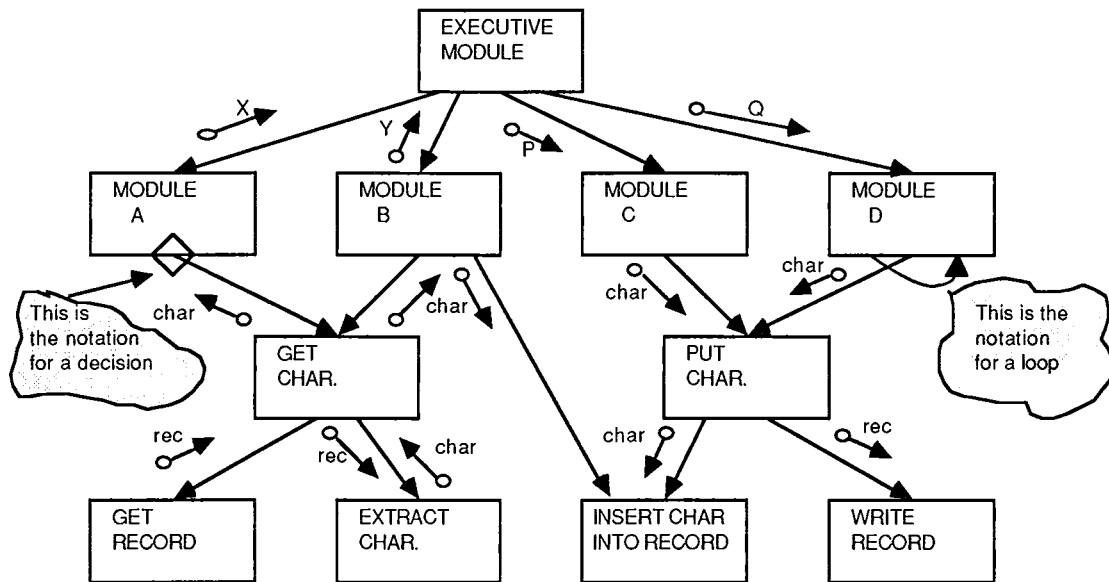 EXECUTIVE
MODULE
X
Y
P
Q
MODULE
A
MODULE
B
MODULE
C
MODULE
D
This is
the notation
for a decision
char
char
char
char
char
This is the
notation
for a loop
GET
CHAR.
PUT
CHAR.
rec
rec
char
char
rec
GET
RECORD
EXTRACT
CHAR.
INSERT CHAR
INTO RECORD
WRITE
RECORD